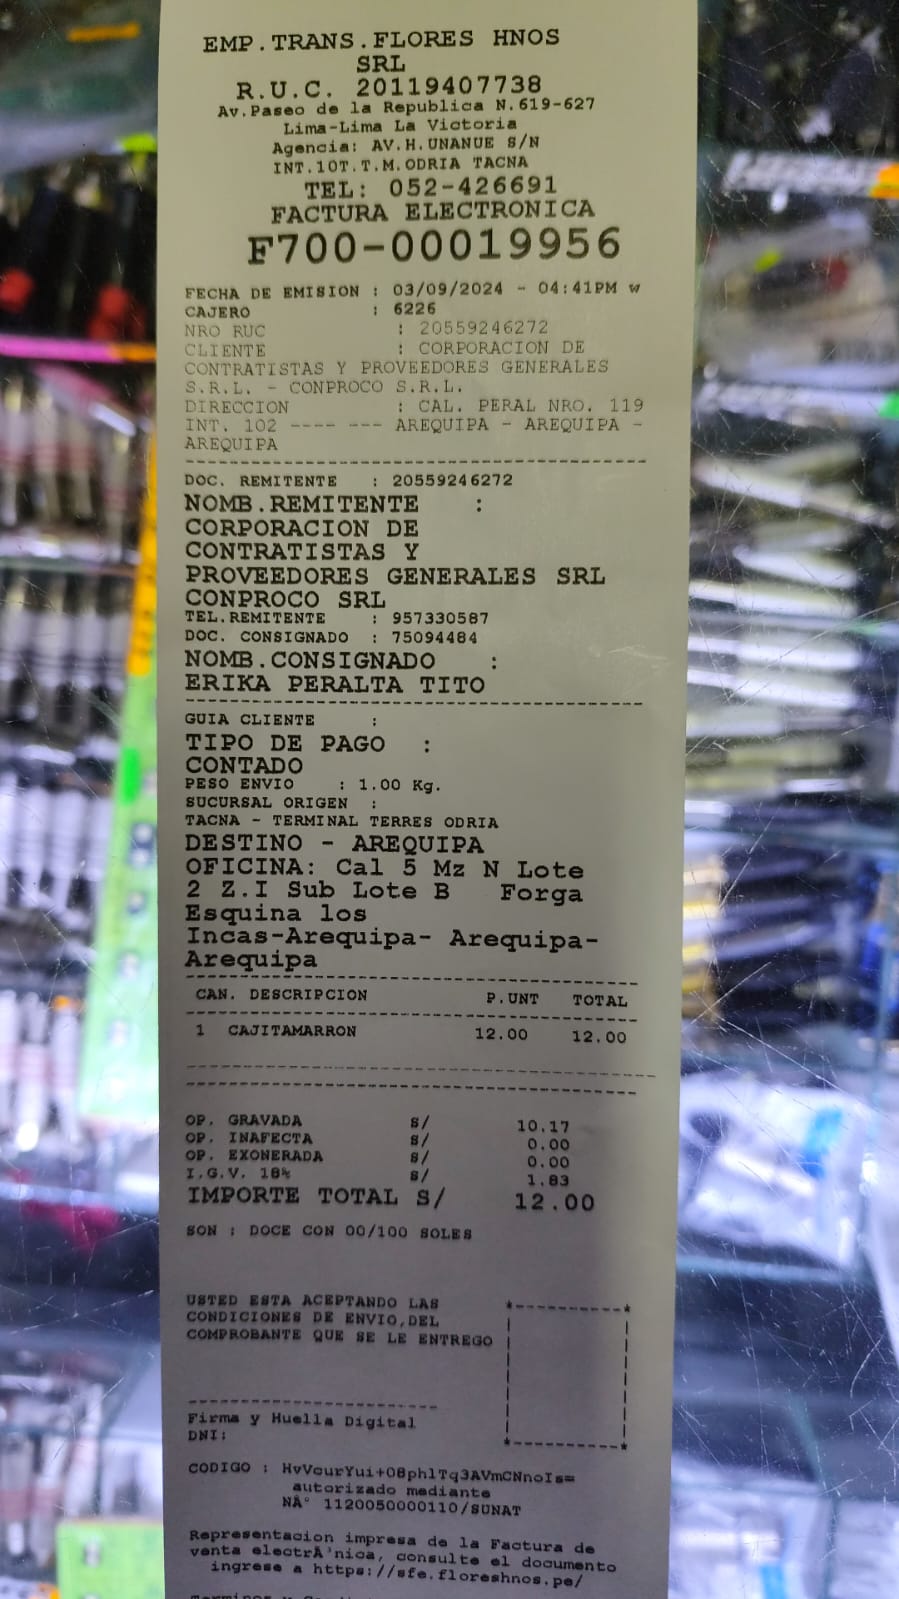 EMP.TRANS.FLORES HNOS
SRL
R.U.C. 20119407738
Av.Paseo de la Republica N.619-627
Lima-Lima La Victoria
Agencia: AV.H.UNANUE S/N
INT.10T.T.M.ODRIA TACNA
TEL: 052-426691
FACTURA ELECTRONICA
F700-00019956
FECHA DE EMISION : 03/09/2024 - 04:41PM w
CAJERO : 6226
NRO RUC : 20559246272
CLIENTE : CORPORACION DE
CONTRATISTAS Y PROVEEDORES GENERALES
S.R.L. - CONPROCO S.R.L.
DIRECCION : CAL. PERAL NRO. 119
INT. 102 ---- --- AREQUIPA - AREQUIPA -
AREQUIPA
DOC. REMITENTE : 20559246272
NOMB.REMITENTE :
CORPORACION DE
CONTRATISTAS Y
PROVEEDORES GENERALES SRL
CONPROCO SRL
TEL.REMITENTE : 957330587
DOC. CONSIGNADO : 75094484
NOMB.CONSIGNADO :
ERIKA PERALTA TITO
GUIA CLIENTE :
TIPO DE PAGO :
CONTADO
PESO ENVIO : 1.00 Kg.
SUCURSAL ORIGEN :
TACNA - TERMINAL TERRES ODRIA
DESTINO - AREQUIPA
OFICINA: Cal 5 Mz N Lote
2 Z.I Sub Lote B Forga
Esquina los
Incas-Arequipa- Arequipa-
Arequipa
CAN. DESCRIPCION P.UNT TOTAL
1 CAJITAMARRON 12.00 12.00
OP. GRAVADA S/ 10.17
OP. INAFECTA S/ 0.00
OP. EXONERADA S/ 0.00
I.G.V. 18% S/ 1.83
IMPORTE TOTAL S/ 12.00
SON : DOCE CON 00/100 SOLES
USTED ESTA ACEPTANDO LAS
CONDICIONES DE ENVIO,DEL
COMPROBANTE QUE SE LE ENTREGO
Firma y Huella Digital
DNI:
CODIGO : HvVcurYui+08phlTq3AVmCNnoIs=
autorizado mediante
NÂ° 1120050000110/SUNAT
Representacion impresa de la Factura de
venta electrÃ³nica, consulte el documento
ingrese a https://sfe.floreshnos.pe/